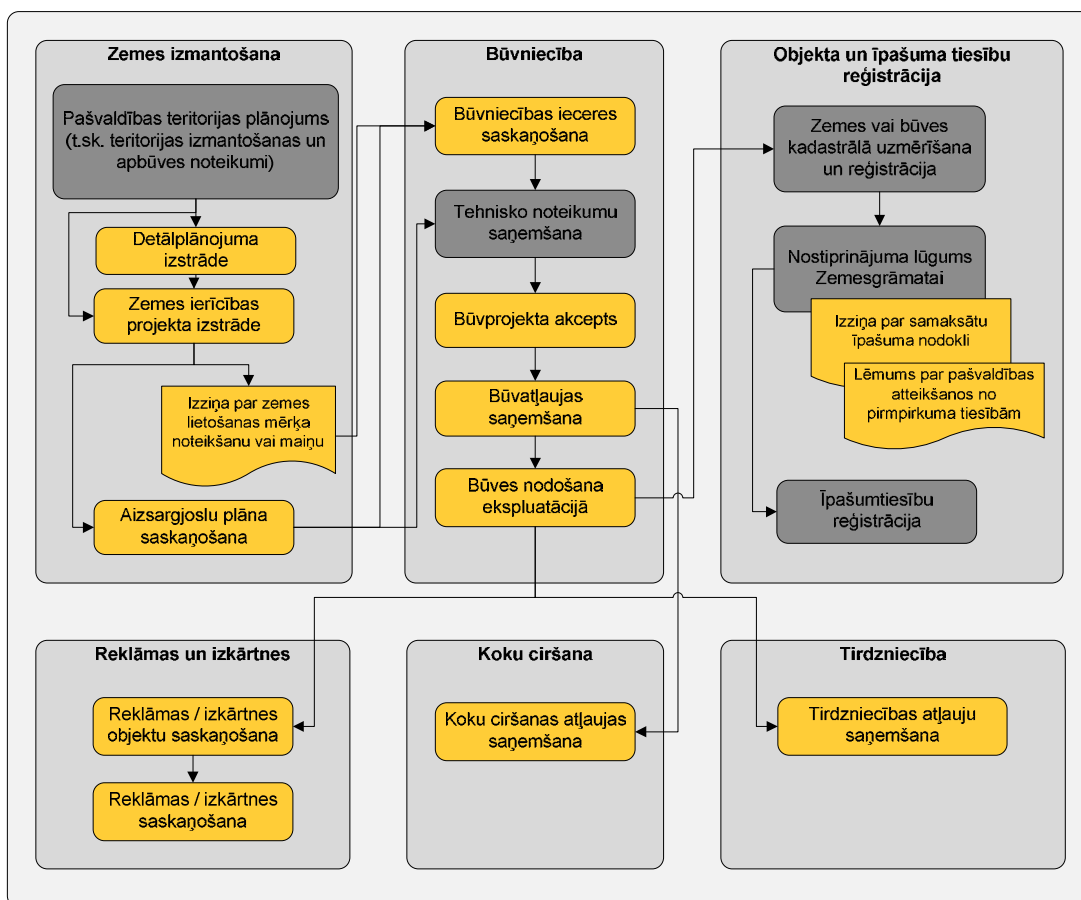 Zemes izmantošana
Pašvaldības teritorijas plānojums
(t.sk. teritorijas izmantošanas un
apbūves noteikumi)
Detālplānojuma
izstrāde
Zemes ierīcības
projekta izstrāde
Izziņa par zemes
lietošanas mērķa
noteikšanu vai maiņu
Aizsargjoslu plāna
saskaņošana
Būvniecība
Būvniecības ieceres
saskaņošana
Tehnisko noteikumu
saņemšana
Būvprojekta akcepts
Būvatļaujas
saņemšana
Būves nodošana
ekspluatācijā
Objekta un īpašuma tiesību
reģistrācija
Zemes vai būves
kadastrālā uzmērīšana
un reģistrācija
Nostiprinājuma lūgums
Zemesgrāmatai
Izziņa par samaksātu
īpašuma nodokli
Lēmums par pašvaldības
atteikšanos no
pirmpirkuma tiesībām
Īpašumtiesību
reģistrācija
Reklāmas un izkārtnes
Reklāmas / izkārtnes
objektu saskaņošana
Reklāmas / izkārtnes
saskaņošana
Koku ciršana
Koku ciršanas atļaujas
saņemšana
Tirdzniecība
Tirdzniecības atļauju
saņemšana